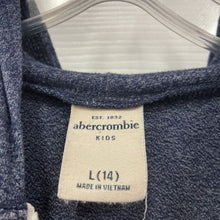 EST. 1892
abercrombie
KIDS
L(14)
MADE IN VIETNAM